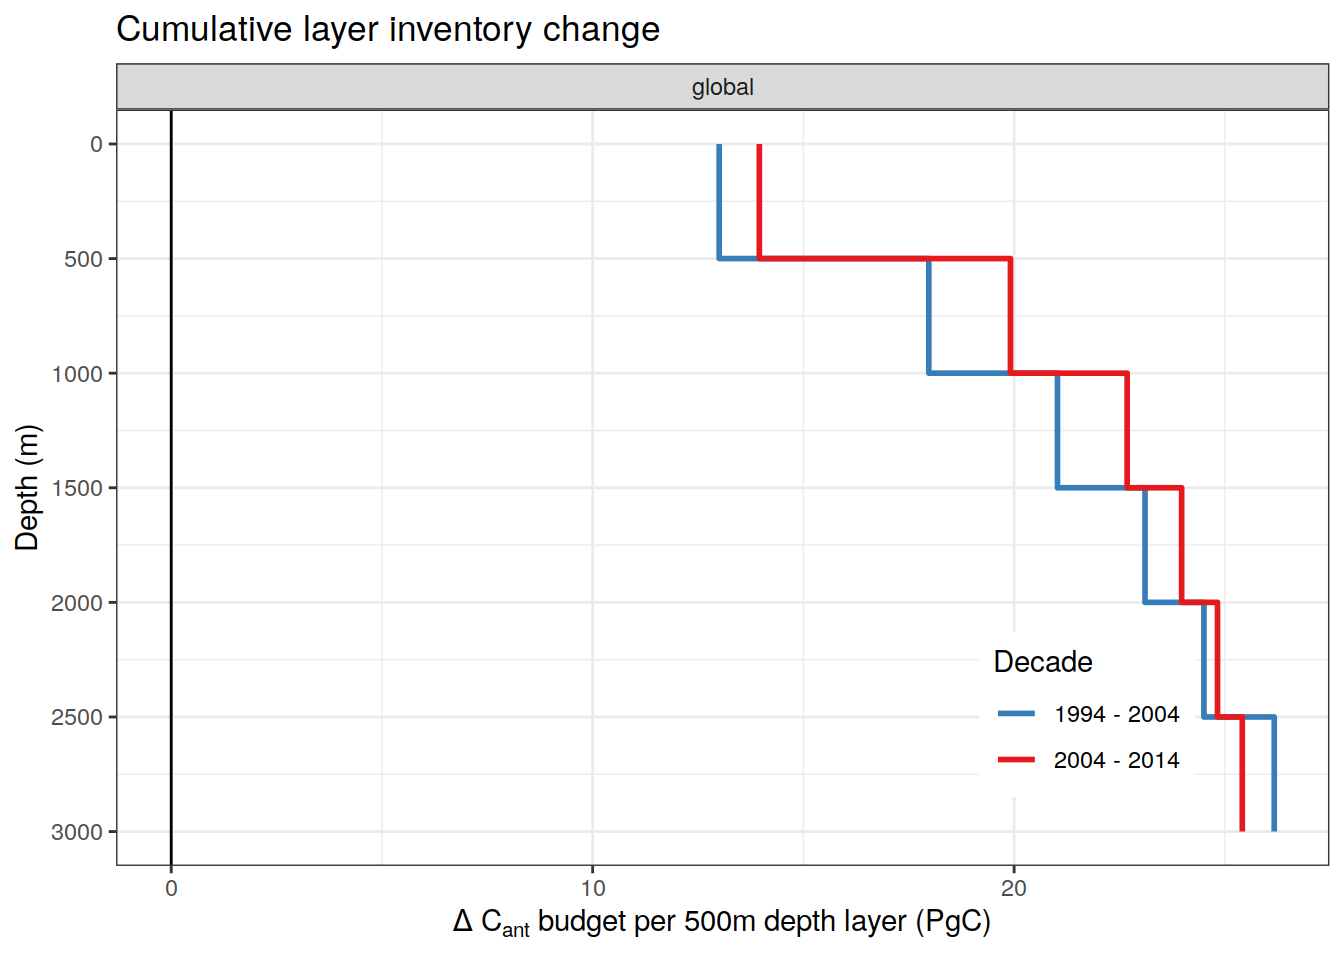 Cumulative layer inventory change
global
0
500
1000
1500
2000
2500
3000
Depth (m)
Decade
1994 - 2004
2004 - 2014
0 10 20
Δ Cant budget per 500m depth layer (PgC)